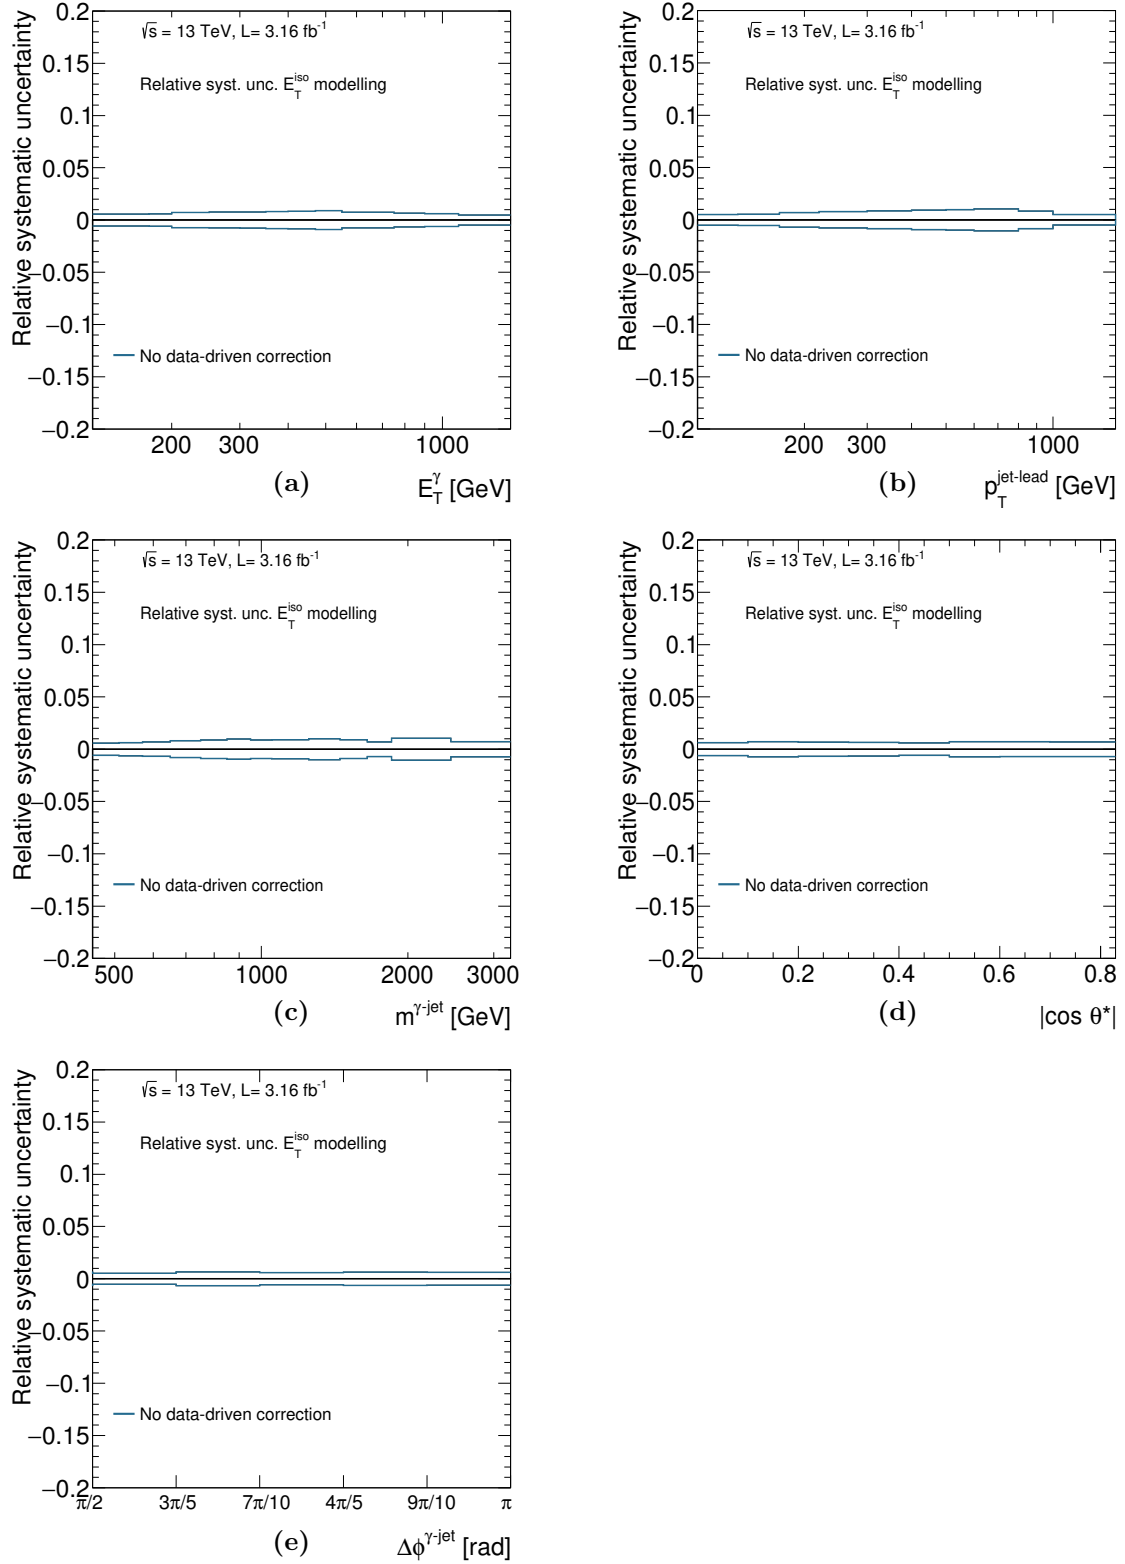 Relative systematic uncertainty
√s = 13 TeV, L= 3.16 fb⁻¹
Relative syst. unc. E_T^iso modelling
No data-driven correction
0.2
0.15
0.1
0.05
0
−0.05
−0.1
−0.15
−0.2
200 300 1000
(a) E_T^γ [GeV]
Relative systematic uncertainty
√s = 13 TeV, L= 3.16 fb⁻¹
Relative syst. unc. E_T^iso modelling
No data-driven correction
0.2
0.15
0.1
0.05
0
−0.05
−0.1
−0.15
−0.2
200 300 1000
(b) p_T^jet-lead [GeV]
Relative systematic uncertainty
√s = 13 TeV, L= 3.16 fb⁻¹
Relative syst. unc. E_T^iso modelling
No data-driven correction
0.2
0.15
0.1
0.05
0
−0.05
−0.1
−0.15
−0.2
500 1000 2000 3000
(c) m^γ-jet [GeV]
Relative systematic uncertainty
√s = 13 TeV, L= 3.16 fb⁻¹
Relative syst. unc. E_T^iso modelling
No data-driven correction
0.2
0.15
0.1
0.05
0
−0.05
−0.1
−0.15
−0.2
0 0.2 0.4 0.6 0.8
(d) |cos θ*|
Relative systematic uncertainty
√s = 13 TeV, L= 3.16 fb⁻¹
Relative syst. unc. E_T^iso modelling
No data-driven correction
0.2
0.15
0.1
0.05
0
−0.05
−0.1
−0.15
−0.2
π/2 3π/5 7π/10 4π/5 9π/10 π
(e) Δϕ^γ-jet [rad]